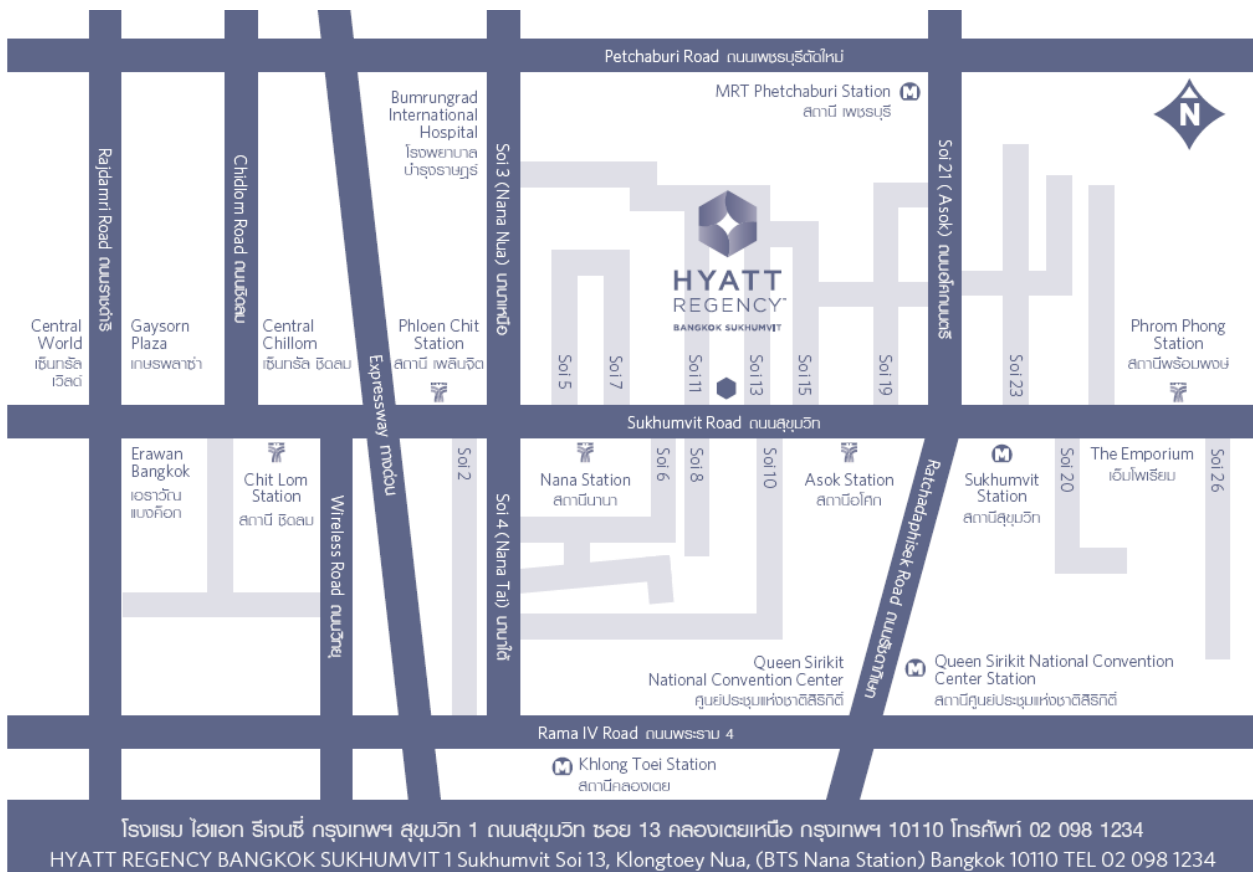 Petchaburi Road ถนนเพชรบุรีตัดใหม่
Bumrungrad
International
Hospital
โรงพยาบาล
บำรุงราษฎร์
MRT Phetchaburi Station
สถานี เพชรบุรี
N
Rajdamri Road ถนนราชดำริ
Chidlom Road ถนนชิดลม
Soi 3 (Nana Nua) นานาเหนือ
Soi 21 (Asok) ถนนอโศกมนตรี
HYATT
REGENCY™
BANGKOK SUKHUMVIT
Central
World
เซ็นทรัล
เวิลด์
Gaysorn
Plaza
เกษรพลาซ่า
Central
Chillom
เซ็นทรัล ชิดลม
Expressway ทางด่วน
Phloen Chit
Station
สถานี เพลินจิต
Soi 5
Soi 7
Soi 11
Soi 13
Soi 15
Soi 19
Soi 23
Phrom Phong
Station
สถานีพร้อมพงษ์
Sukhumvit Road ถนนสุขุมวิท
Erawan
Bangkok
เอราวัณ
แบงค็อก
Chit Lom
Station
สถานี ชิดลม
Wireless Road ถนนวิทยุ
Soi 2
Soi 4 (Nana Tai) นานาใต้
Nana Station
สถานีนานา
Soi 6
Soi 8
Soi 10
Asok Station
สถานีอโศก
Ratchadaphisek Road ถนนรัชดาภิเษก
Sukhumvit
Station
สถานีสุขุมวิท
Soi 20
The Emporium
เอ็มโพเรียม
Soi 26
Queen Sirikit
National Convention Center
ศูนย์ประชุมแห่งชาติสิริกิติ์
M
Queen Sirikit National Convention
Center Station
สถานีศูนย์ประชุมแห่งชาติสิริกิติ์
Rama IV Road ถนนพระราม 4
M Khlong Toei Station
สถานีคลองเตย
โรงแรม ไฮแอท รีเจนซี่ กรุงเทพฯ สุขุมวิท 1 ถนนสุขุมวิท ซอย 13 คลองเตยเหนือ กรุงเทพฯ 10110 โทรศัพท์ 02 098 1234
HYATT REGENCY BANGKOK SUKHUMVIT 1 Sukhumvit Soi 13, Klongtoey Nua, (BTS Nana Station) Bangkok 10110 TEL 02 098 1234